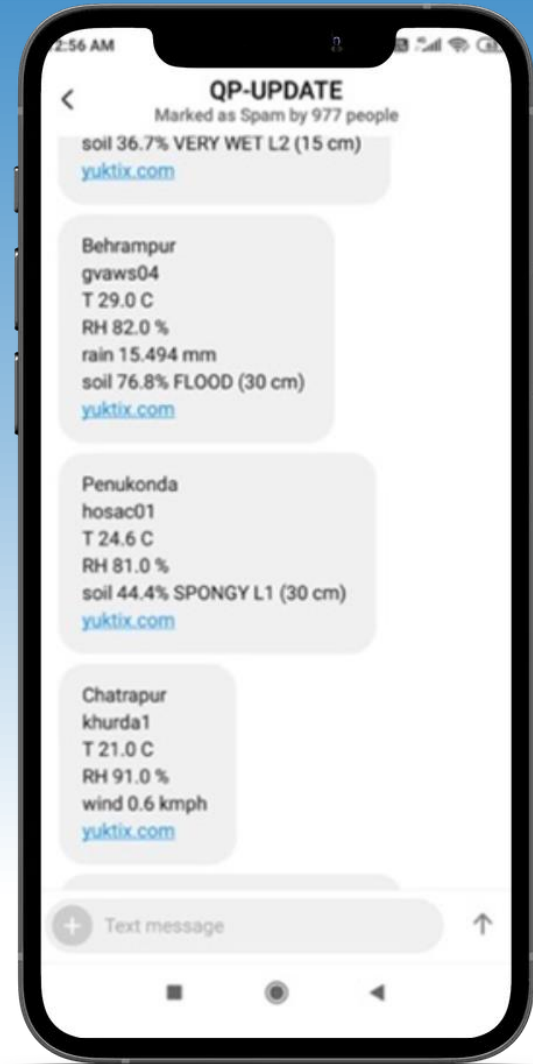 2:56 AM
QP-UPDATE
Marked as Spam by 977 people
soil 36.7% VERY WET L2 (15 cm)
yuktix.com
Behrampur
gvaws04
T 29.0 C
RH 82.0 %
rain 15.494 mm
soil 76.8% FLOOD (30 cm)
yuktix.com
Penukonda
hosac01
T 24.6 C
RH 81.0 %
soil 44.4% SPONGY L1 (30 cm)
yuktix.com
Chatrapur
khurda1
T 21.0 C
RH 91.0 %
wind 0.6 kmph
yuktix.com
Text message